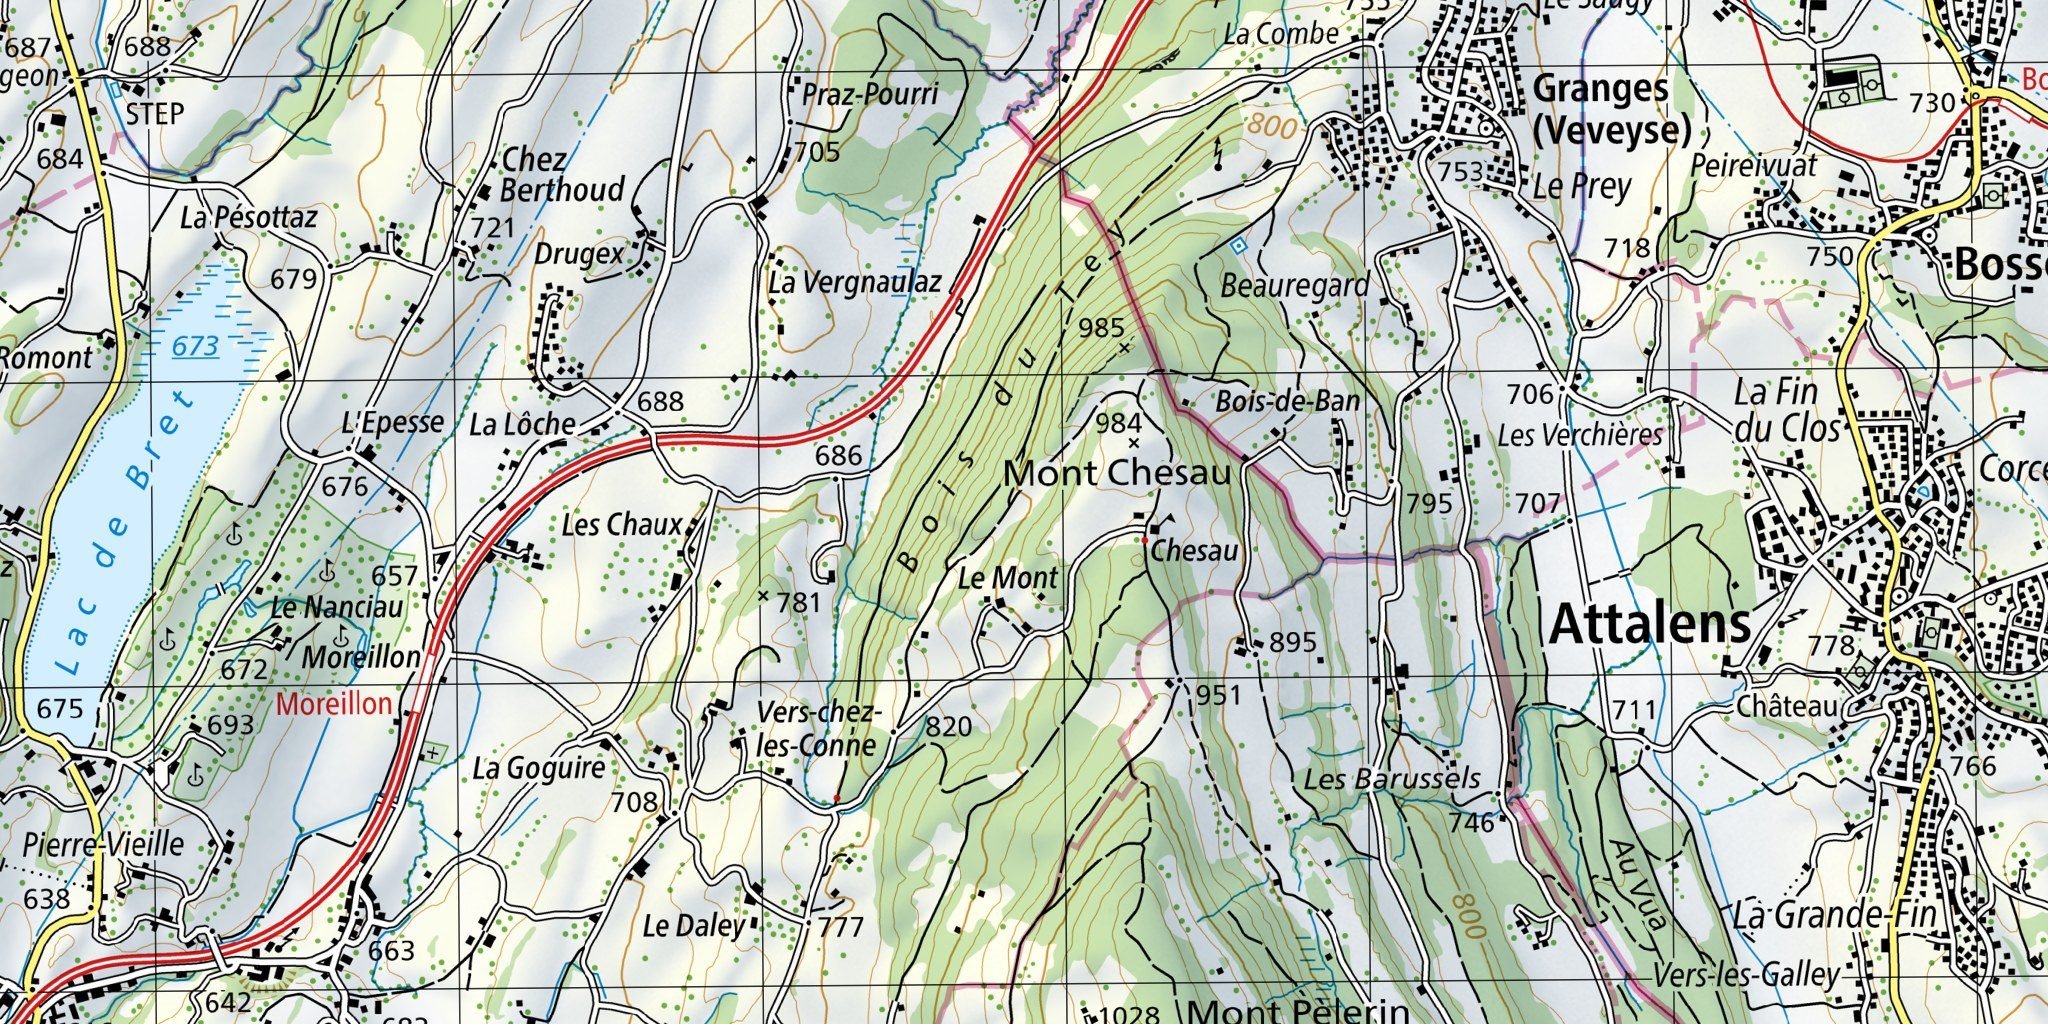 687
688
geon
STEP
684
La Pésottaz
679
Chez
Berthoud
721
Drugex
Praz-Pourri
705
La Vergnaulaz
La Combe
800
Granges
(Veveyse)
753
Le Prey
Peireivuat
730
718
750
Beauregard
673
Romont
Lac de Bret
L'Epesse
La Lôche
688
676
686
Bois du Tey
985
984
Mont Chesau
Bois-de-Ban
706
Les Verchières
La Fin
du Clos
795
707
Les Chaux
657
Le Nanciau
Moreillon
672
Moreillon
675
693
781
Le Mont
Chesau
895
951
Attalens
778
Château
711
766
Vers-chez-
les-Conne
820
La Goguire
708
Les Barussels
746
Pierre-Vieille
638
Le Daley
777
663
642
800
Au Vua
La Grande-Fin
Vers-les-Galley
1028
Mont Pèlerin